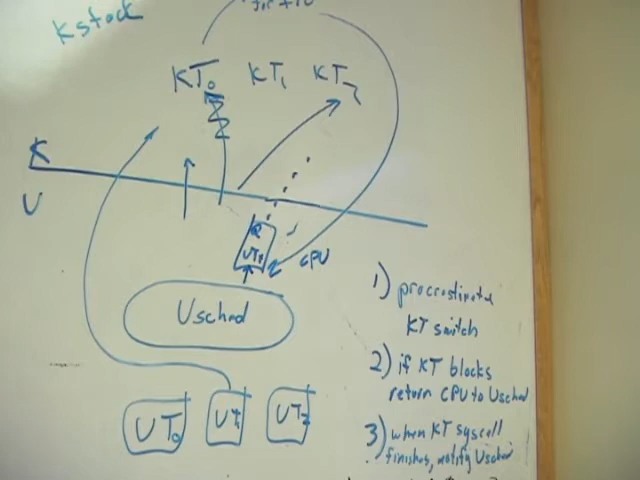 Kstack
KT0 KT1 KT2
K
U
CPU
Usched
UT0 UT1 UT2
1) procrastinate
KT switch
2) if KT blocks
return CPU to Usched
3) when KT syscall
finishes, notify Usched